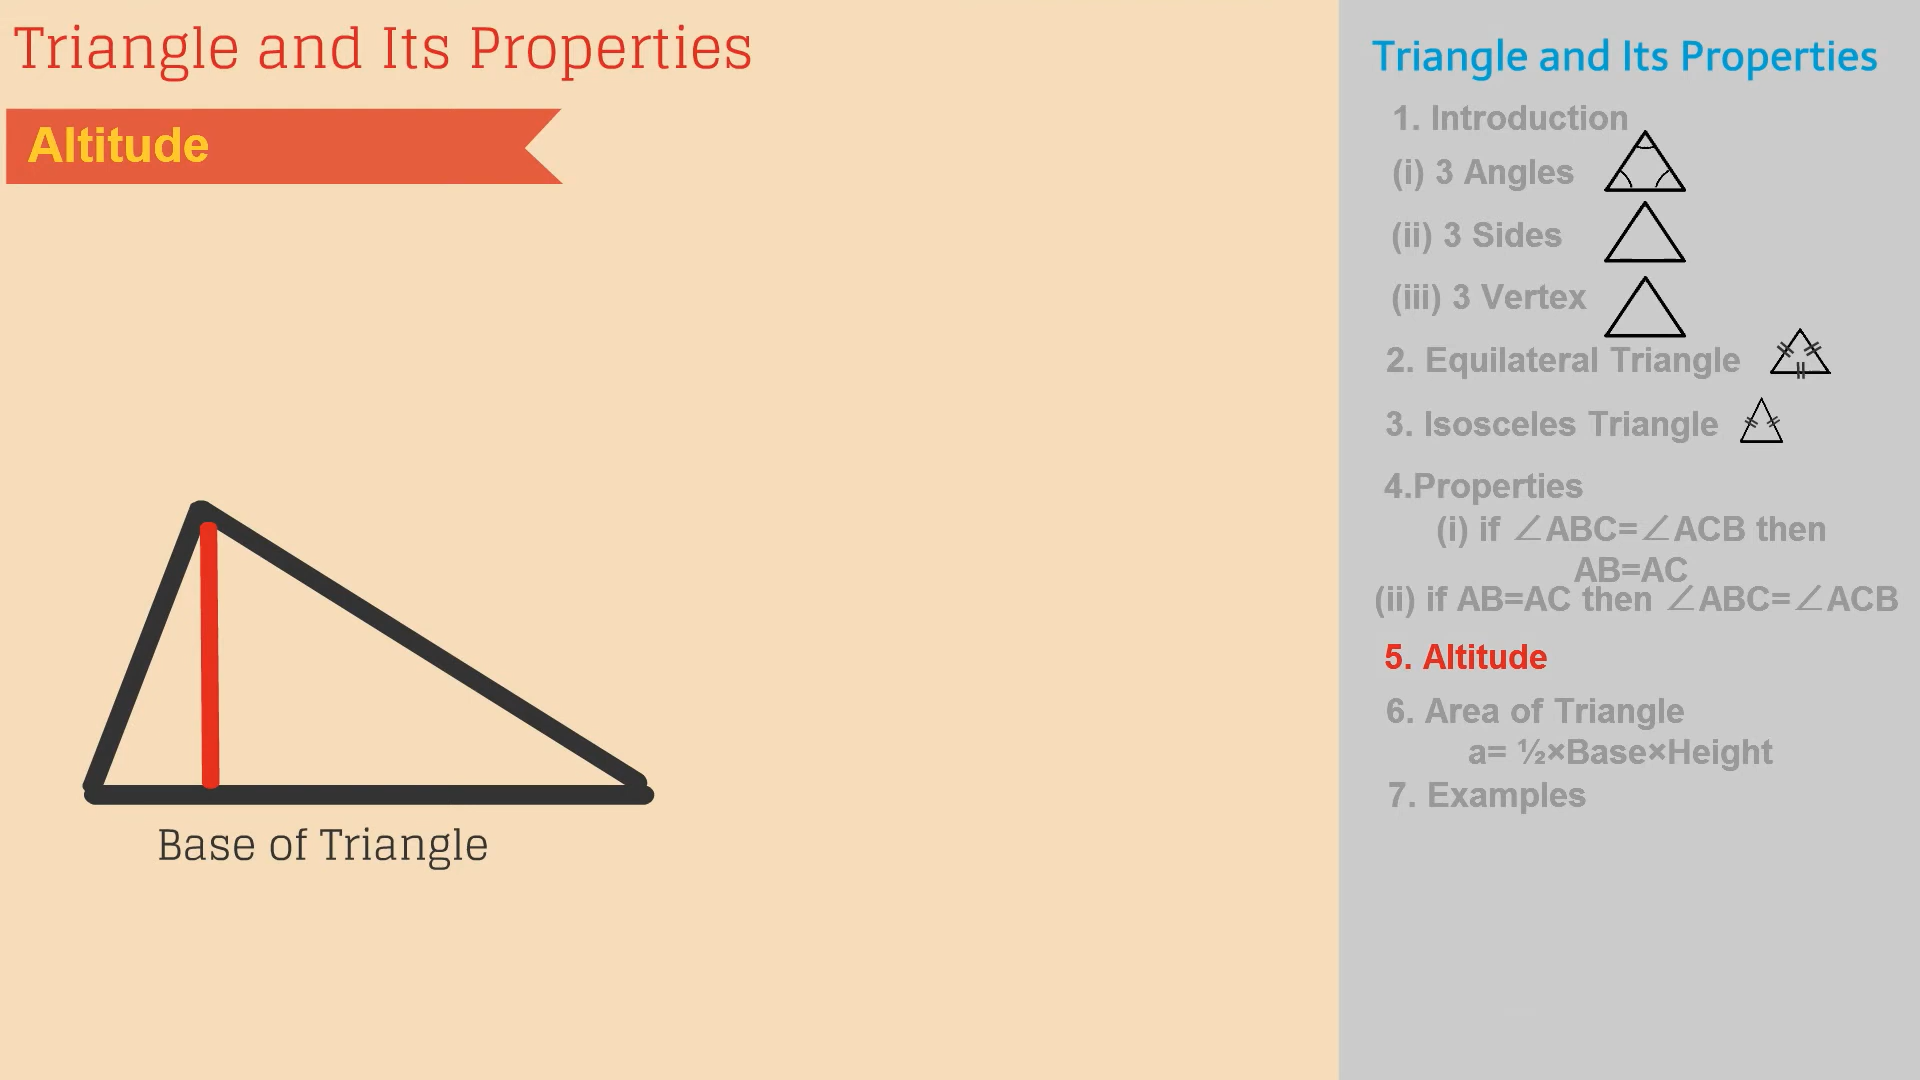 Triangle and Its Properties
Altitude
Base of Triangle
Triangle and Its Properties
1. Introduction
(i) 3 Angles
(ii) 3 Sides
(iii) 3 Vertex
2. Equilateral Triangle
3. Isosceles Triangle
4.Properties
(i) if ∠ABC=∠ACB then
AB=AC
(ii) if AB=AC then ∠ABC=∠ACB
5. Altitude
6. Area of Triangle
a= ½×Base×Height
7. Examples